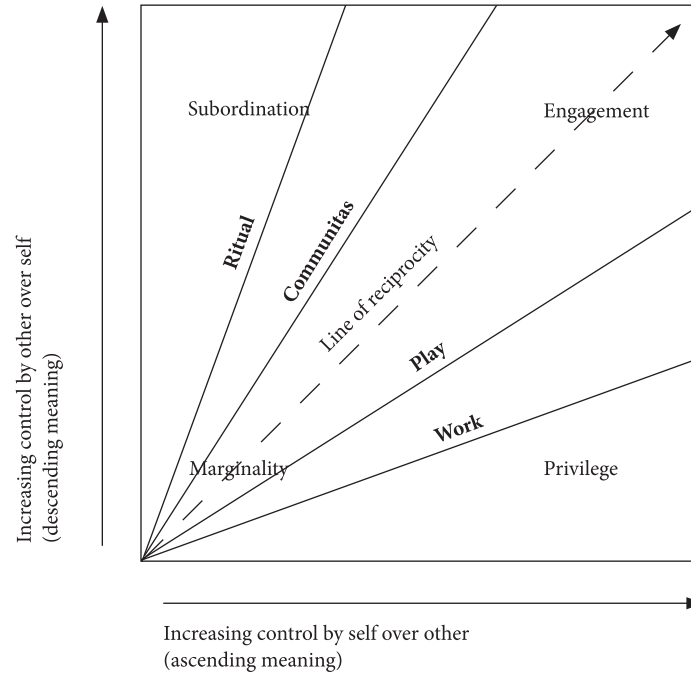 Subordination
Engagement
Ritual
Communitas
Line of reciprocity
Play
Work
Marginality
Privilege
Increasing control by other over self
(descending meaning)
Increasing control by self over other
(ascending meaning)